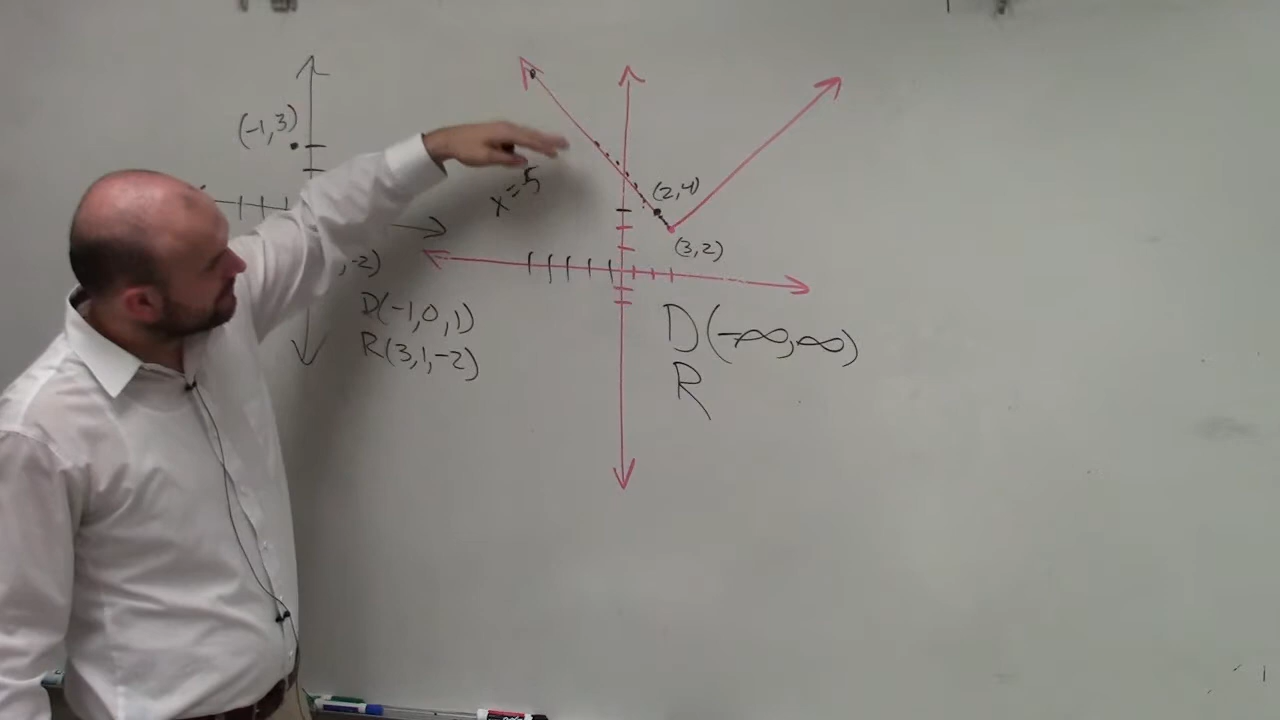 (-1,3)
x=-5
(2,4)
(3,2)
,-2)
D(-1,0,1)
R(3,1,-2)
D(-∞,∞)
R